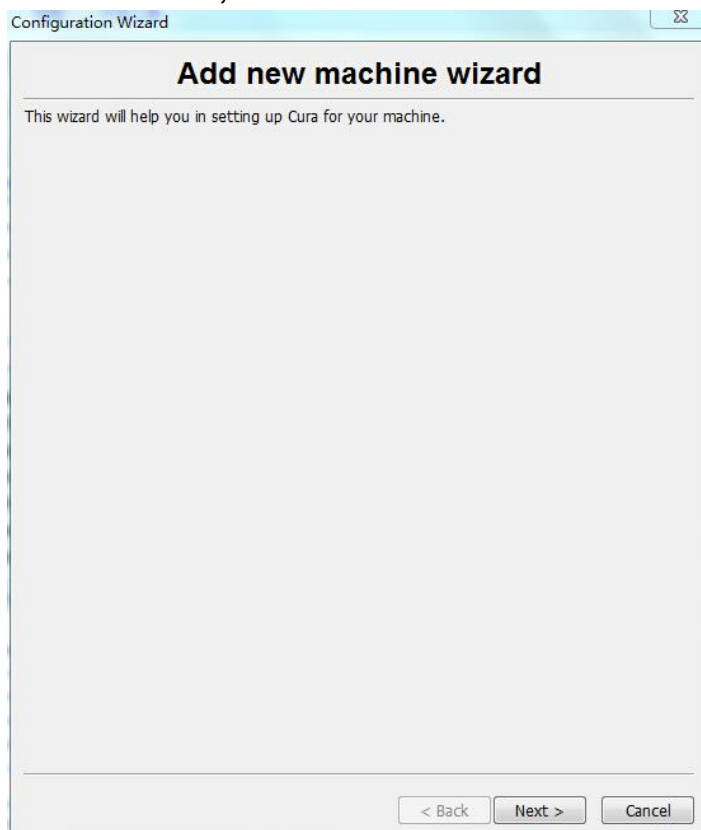 Configuration Wizard
Add new machine wizard
This wizard will help you in setting up Cura for your machine.
< Back Next > Cancel